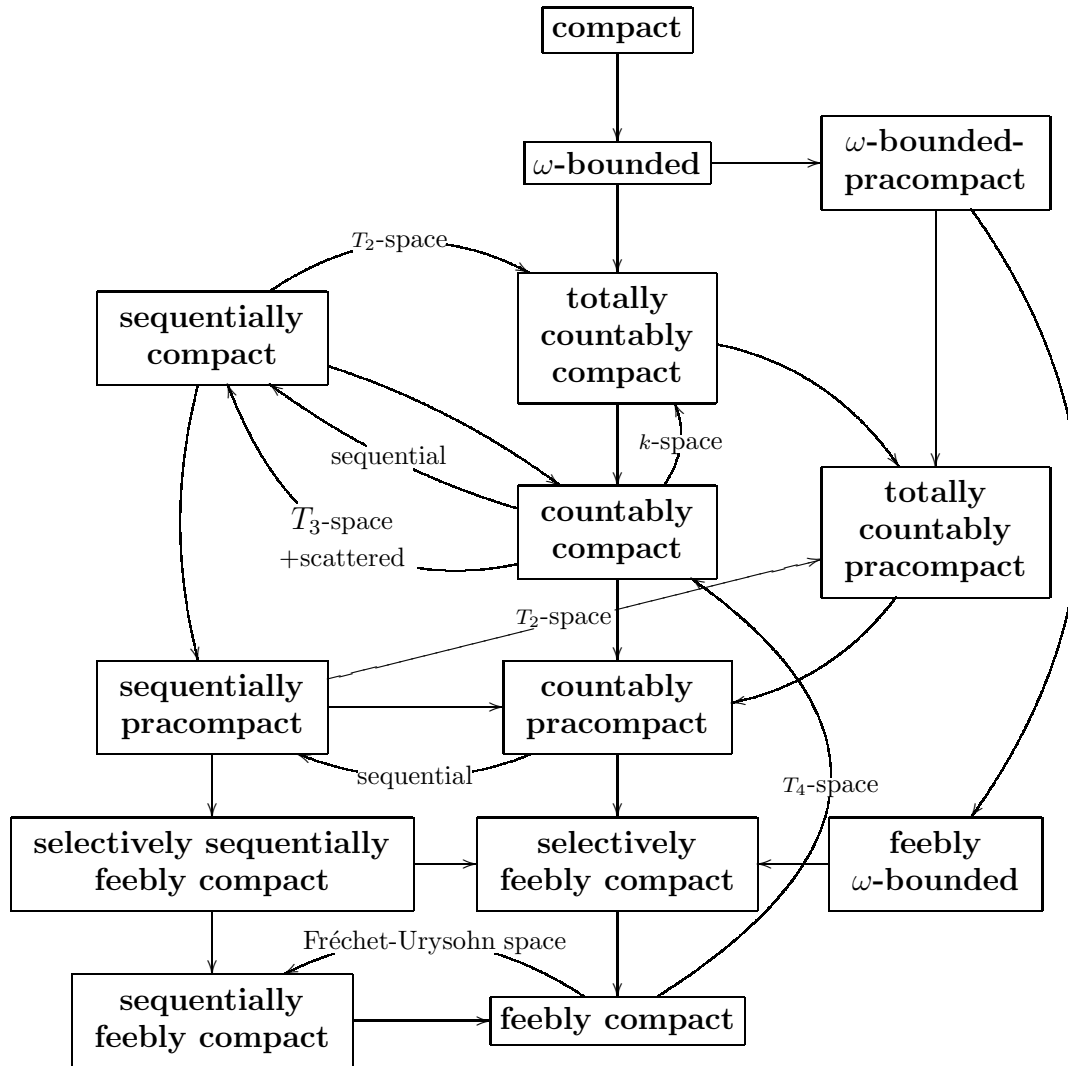 compact
ω-bounded
ω-bounded-
pracompact
T₂-space
sequentially
compact
totally
countably
compact
k-space
sequential
T₃-space
+scattered
countably
compact
totally
countably
pracompact
T₂-space
sequentially
pracompact
countably
pracompact
sequential
T₄-space
selectively sequentially
feebly compact
selectively
feebly compact
feebly
ω-bounded
Fréchet-Urysohn space
sequentially
feebly compact
feebly compact